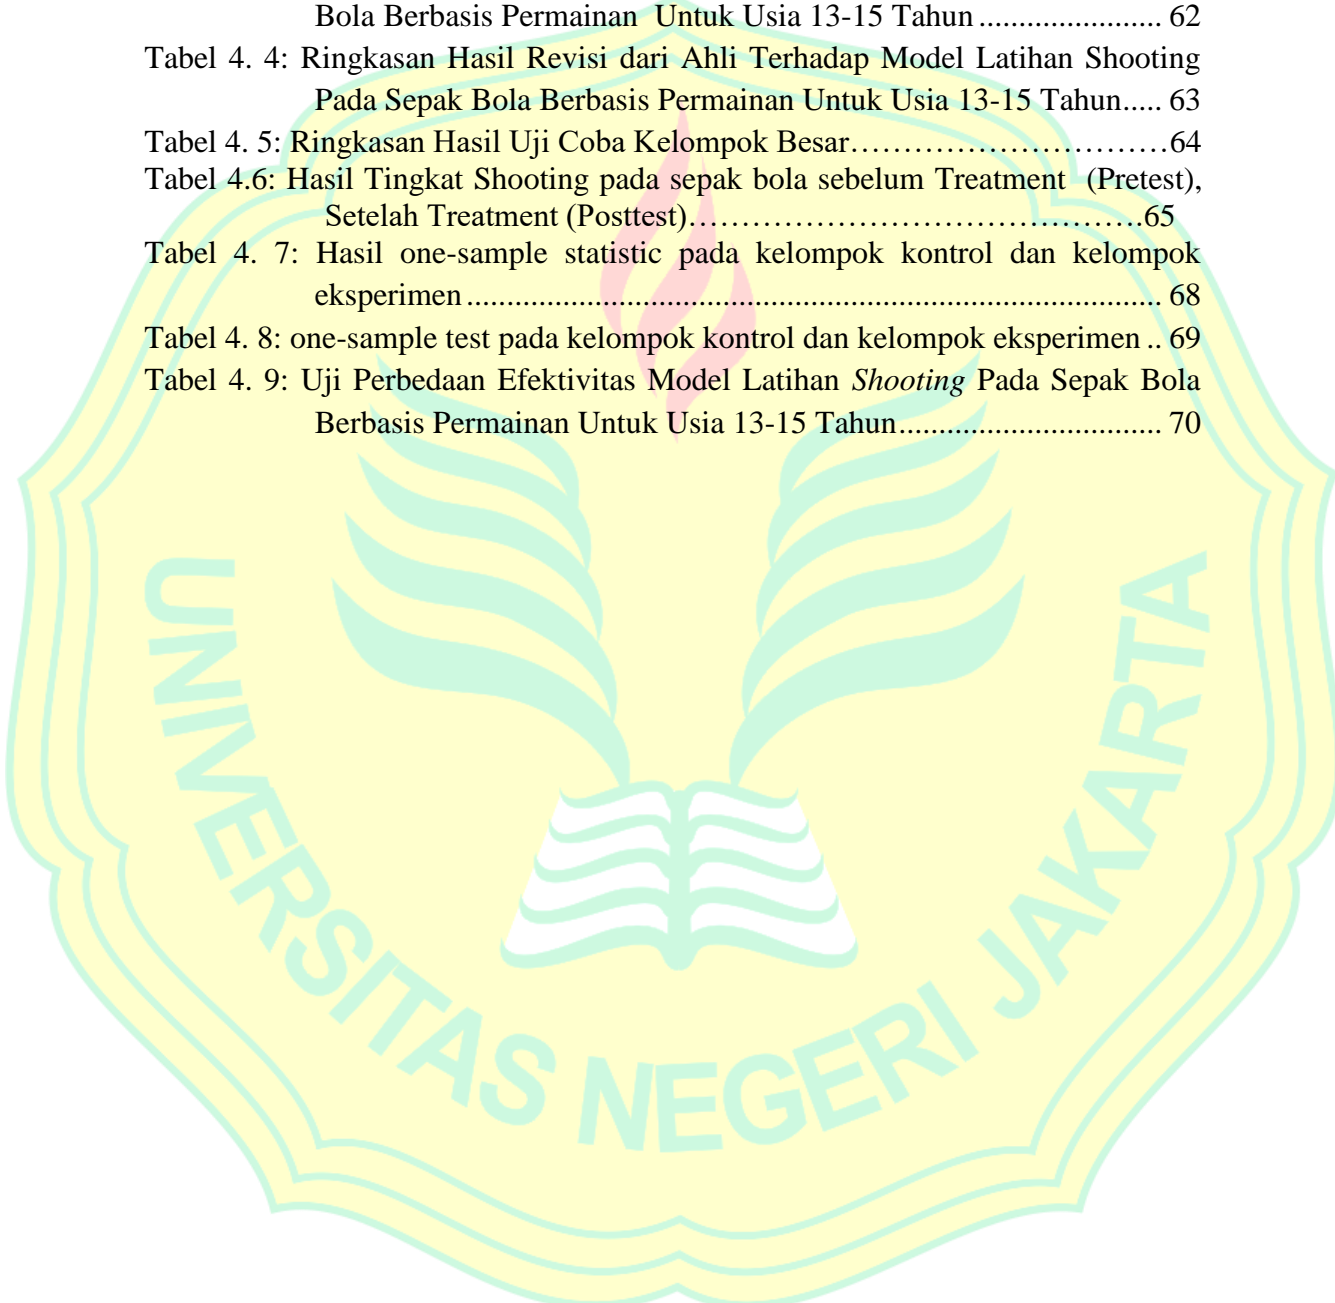 Bola Berbasis Permainan  Untuk Usia 13-15 Tahun ....................... 62
Tabel 4. 4: Ringkasan Hasil Revisi dari Ahli Terhadap Model Latihan Shooting
Pada Sepak Bola Berbasis Permainan Untuk Usia 13-15 Tahun..... 63
Tabel 4. 5: Ringkasan Hasil Uji Coba Kelompok Besar…………………………64
Tabel 4.6: Hasil Tingkat Shooting pada sepak bola sebelum Treatment  (Pretest),
Setelah Treatment (Posttest)…………………………………….65
Tabel 4. 7: Hasil one-sample statistic pada kelompok kontrol dan kelompok
eksperimen ....................................................................................... 68
Tabel 4. 8: one-sample test pada kelompok kontrol dan kelompok eksperimen .. 69
Tabel 4. 9: Uji Perbedaan Efektivitas Model Latihan Shooting Pada Sepak Bola
Berbasis Permainan Untuk Usia 13-15 Tahun................................. 70
UNIVERSITAS NEGERI JAKARTA